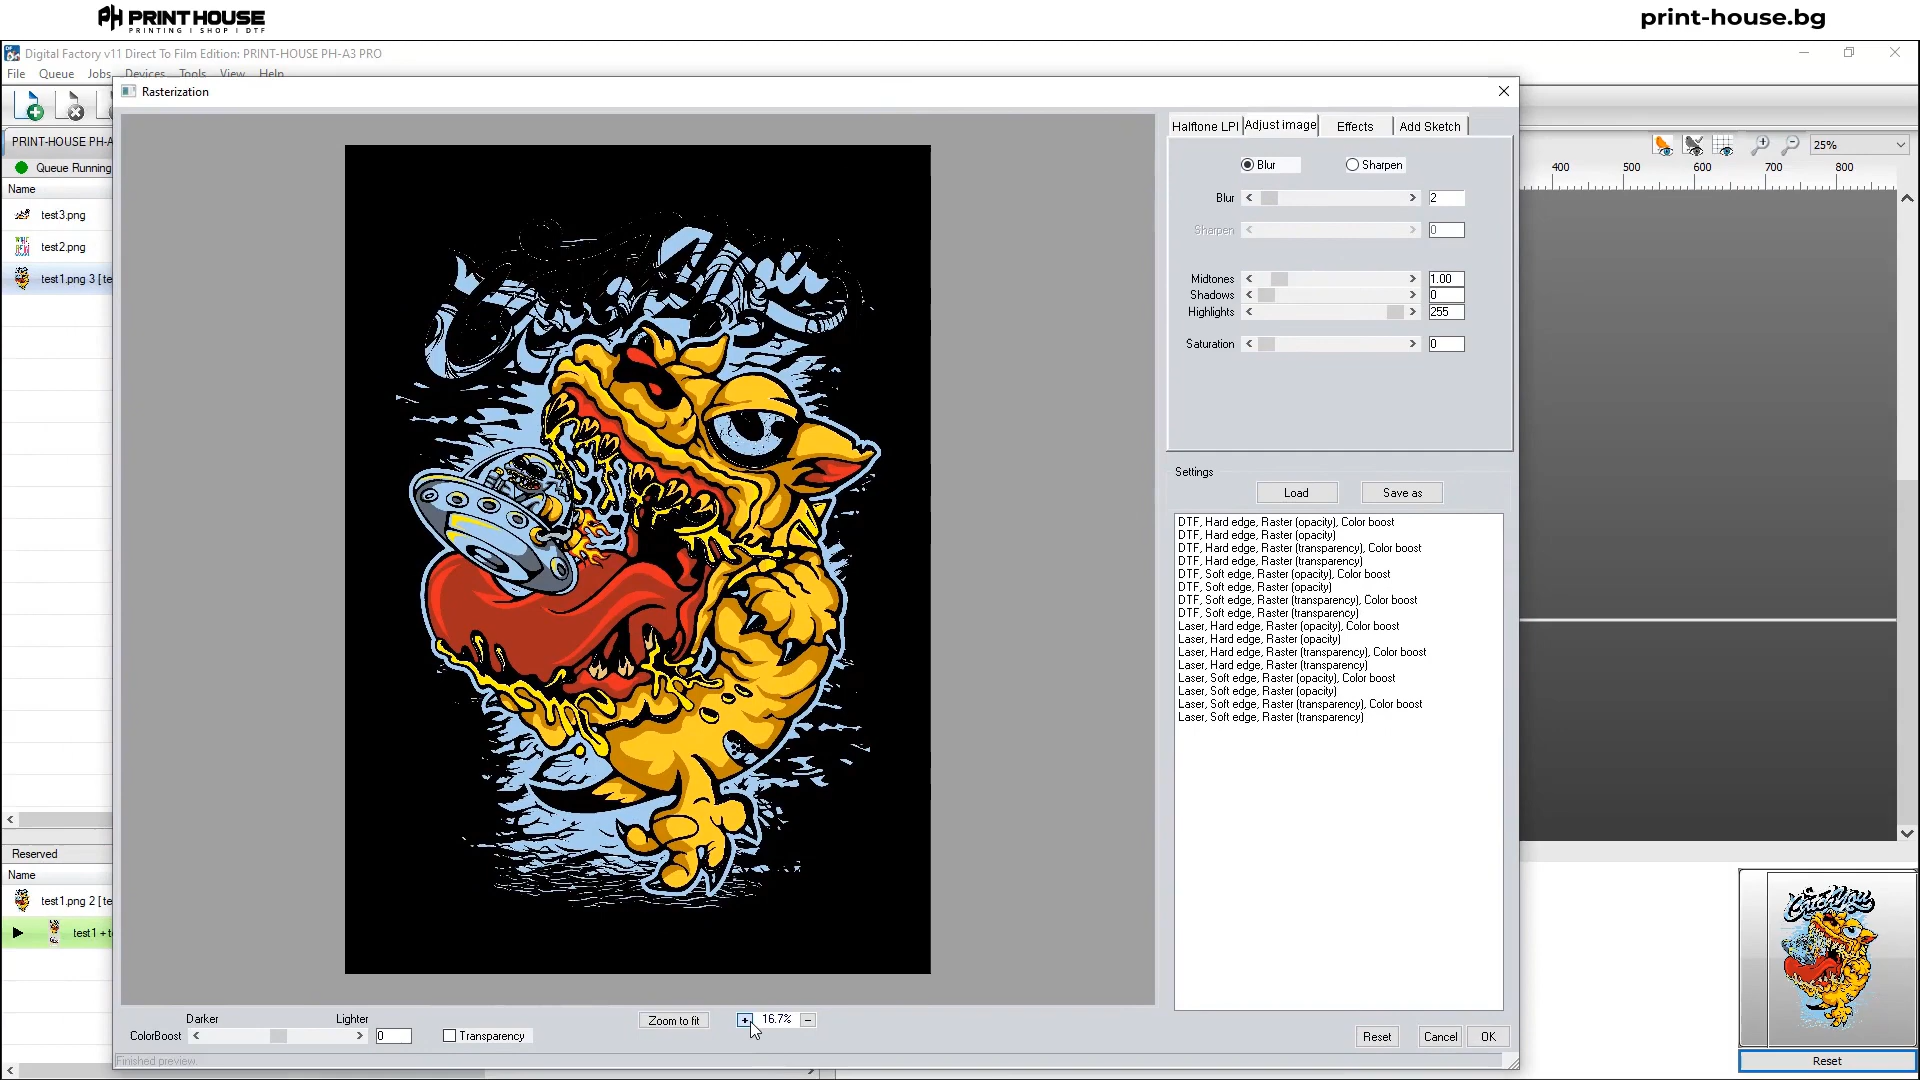 PH PRINT HOUSE
PRINTING | SHOP | DTF
print-house.bg
Digital Factory v11 Direct To Film Edition: PRINT-HOUSE PH-A3 PRO
File Queue Jobs Devices Tools View Help
Rasterization
PRINT-HOUSE PH-A
Queue Running
Name
test3.png
test2.png
test1.png 3 [ te
Halftone LPI Adjust image Effects Add Sketch
Blur Sharpen
Blur 2
Sharpen 0
Midtones 1.00
Shadows 0
Highlights 255
Saturation 0
Settings
Load Save as
DTF, Hard edge, Raster (opacity), Color boost
DTF, Hard edge, Raster (opacity)
DTF, Hard edge, Raster (transparency), Color boost
DTF, Hard edge, Raster (transparency)
DTF, Soft edge, Raster (opacity), Color boost
DTF, Soft edge, Raster (opacity)
DTF, Soft edge, Raster (transparency), Color boost
DTF, Soft edge, Raster (transparency)
Laser, Hard edge, Raster (opacity), Color boost
Laser, Hard edge, Raster (opacity)
Laser, Hard edge, Raster (transparency), Color boost
Laser, Hard edge, Raster (transparency)
Laser, Soft edge, Raster (opacity), Color boost
Laser, Soft edge, Raster (opacity)
Laser, Soft edge, Raster (transparency), Color boost
Laser, Soft edge, Raster (transparency)
25%
400 500 600 700 800
Reserved
Name
test1.png 2 [ te
test1 + t
Catch You
Darker Lighter
ColorBoost 0
Transparency
Zoom to fit + 16.7% −
Reset Cancel OK
Finished preview.
Catch You
Reset